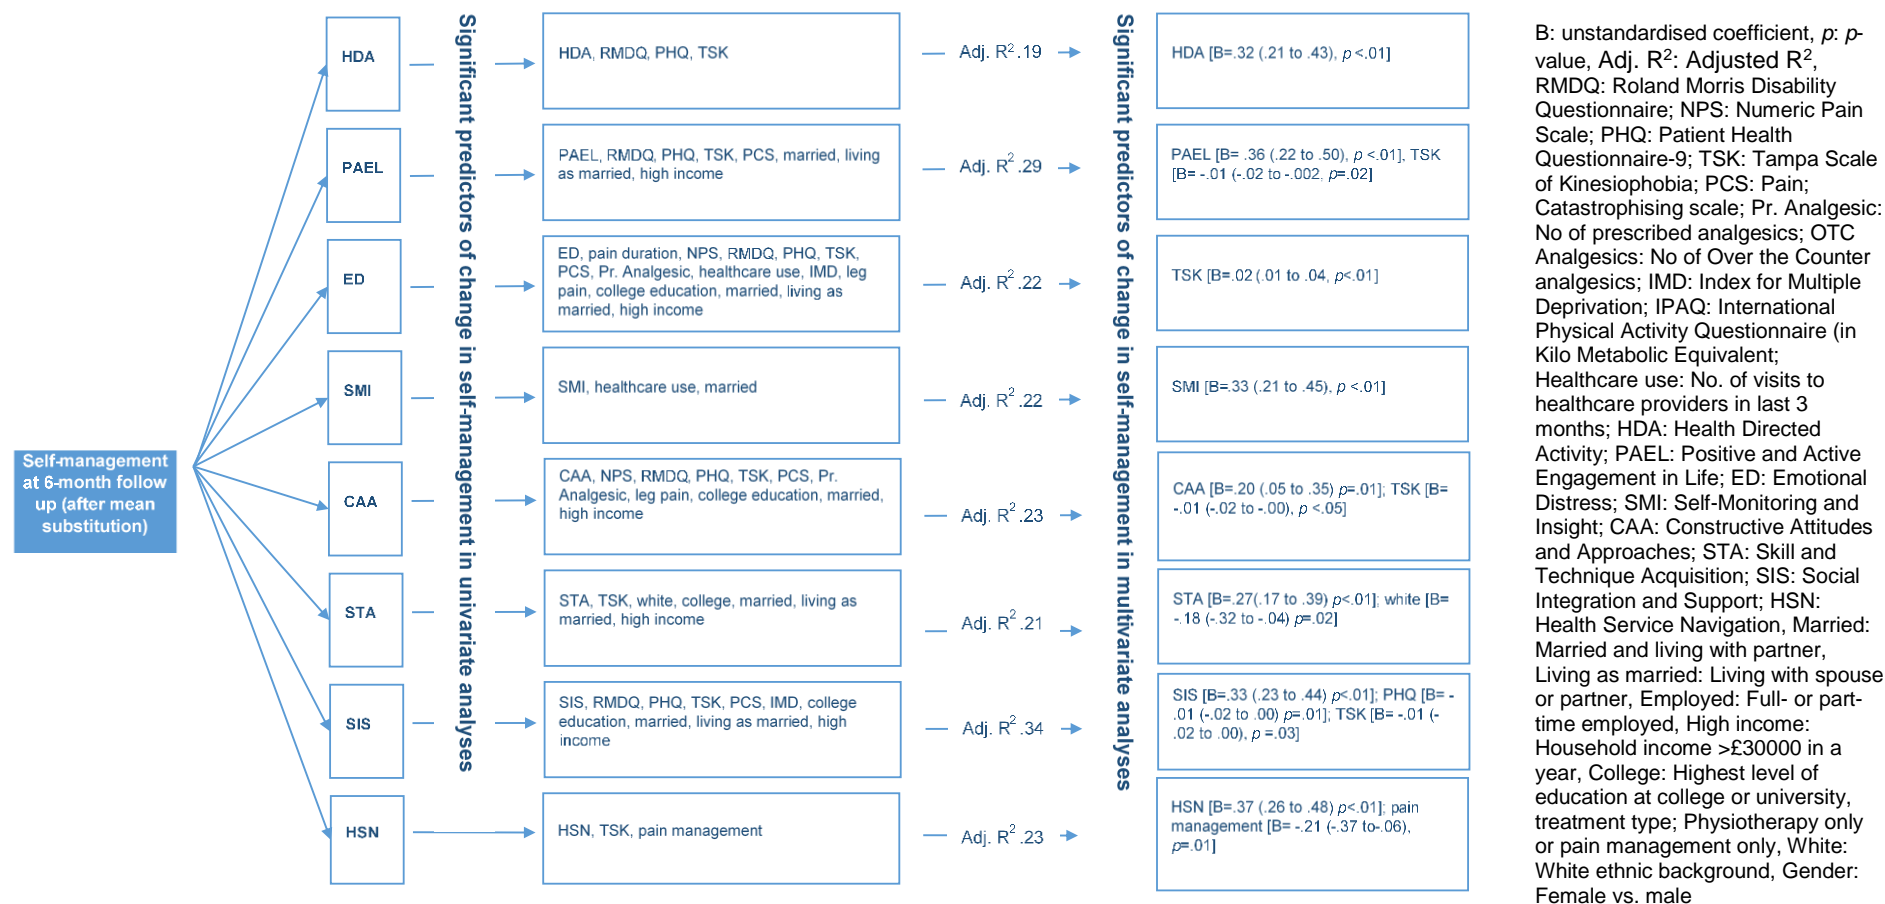 Self-management
at 6-month follow
up (after mean
substitution)
HDA
PAEL
ED
SMI
CAA
STA
SIS
HSN
Significant predictors of change in self-management in univariate analyses
HDA, RMDQ, PHQ, TSK
PAEL, RMDQ, PHQ, TSK, PCS, married, living
as married, high income
ED, pain duration, NPS, RMDQ, PHQ, TSK,
PCS, Pr. Analgesic, healthcare use, IMD, leg
pain, college education, married, living as
married, high income
SMI, healthcare use, married
CAA, NPS, RMDQ, PHQ, TSK, PCS, Pr.
Analgesic, leg pain, college education, married,
high income
STA, TSK, white, college, married, living as
married, high income
SIS, RMDQ, PHQ, TSK, PCS, IMD, college
education, married, living as married, high
income
HSN, TSK, pain management
Adj. R² .19
Adj. R² .29
Adj. R² .22
Adj. R² .22
Adj. R² .23
Adj. R² .21
Adj. R² .34
Adj. R² .23
Significant predictors of change in self-management in multivariate analyses
HDA [B=.32 (.21 to .43), p <.01]
PAEL [B= .36 (.22 to .50), p <.01], TSK
[B= -.01 (-.02 to -.002, p=.02]
TSK [B=.02 (.01 to .04, p<.01]
SMI [B=.33 (.21 to .45), p <.01]
CAA [B=.20 (.05 to .35) p=.01]; TSK [B=
-.01 (-.02 to -.00), p <.05]
STA [B=.27(.17 to .39) p<.01]; white [B=
-.18 (-.32 to -.04) p=.02]
SIS [B=.33 (.23 to .44) p<.01]; PHQ [B= -
.01 (-.02 to .00) p=.01]; TSK [B= -.01 (-
.02 to .00), p =.03]
HSN [B=.37 (.26 to .48) p<.01]; pain
management [B= -.21 (-.37 to-.06),
p=.01]
B: unstandardised coefficient, p: p-
value, Adj. R²: Adjusted R²,
RMDQ: Roland Morris Disability
Questionnaire; NPS: Numeric Pain
Scale; PHQ: Patient Health
Questionnaire-9; TSK: Tampa Scale
of Kinesiophobia; PCS: Pain;
Catastrophising scale; Pr. Analgesic:
No of prescribed analgesics; OTC
Analgesics: No of Over the Counter
analgesics; IMD: Index for Multiple
Deprivation; IPAQ: International
Physical Activity Questionnaire (in
Kilo Metabolic Equivalent;
Healthcare use: No. of visits to
healthcare providers in last 3
months; HDA: Health Directed
Activity; PAEL: Positive and Active
Engagement in Life; ED: Emotional
Distress; SMI: Self-Monitoring and
Insight; CAA: Constructive Attitudes
and Approaches; STA: Skill and
Technique Acquisition; SIS: Social
Integration and Support; HSN:
Health Service Navigation, Married:
Married and living with partner,
Living as married: Living with spouse
or partner, Employed: Full- or part-
time employed, High income:
Household income >£30000 in a
year, College: Highest level of
education at college or university,
treatment type; Physiotherapy only
or pain management only, White:
White ethnic background, Gender:
Female vs. male